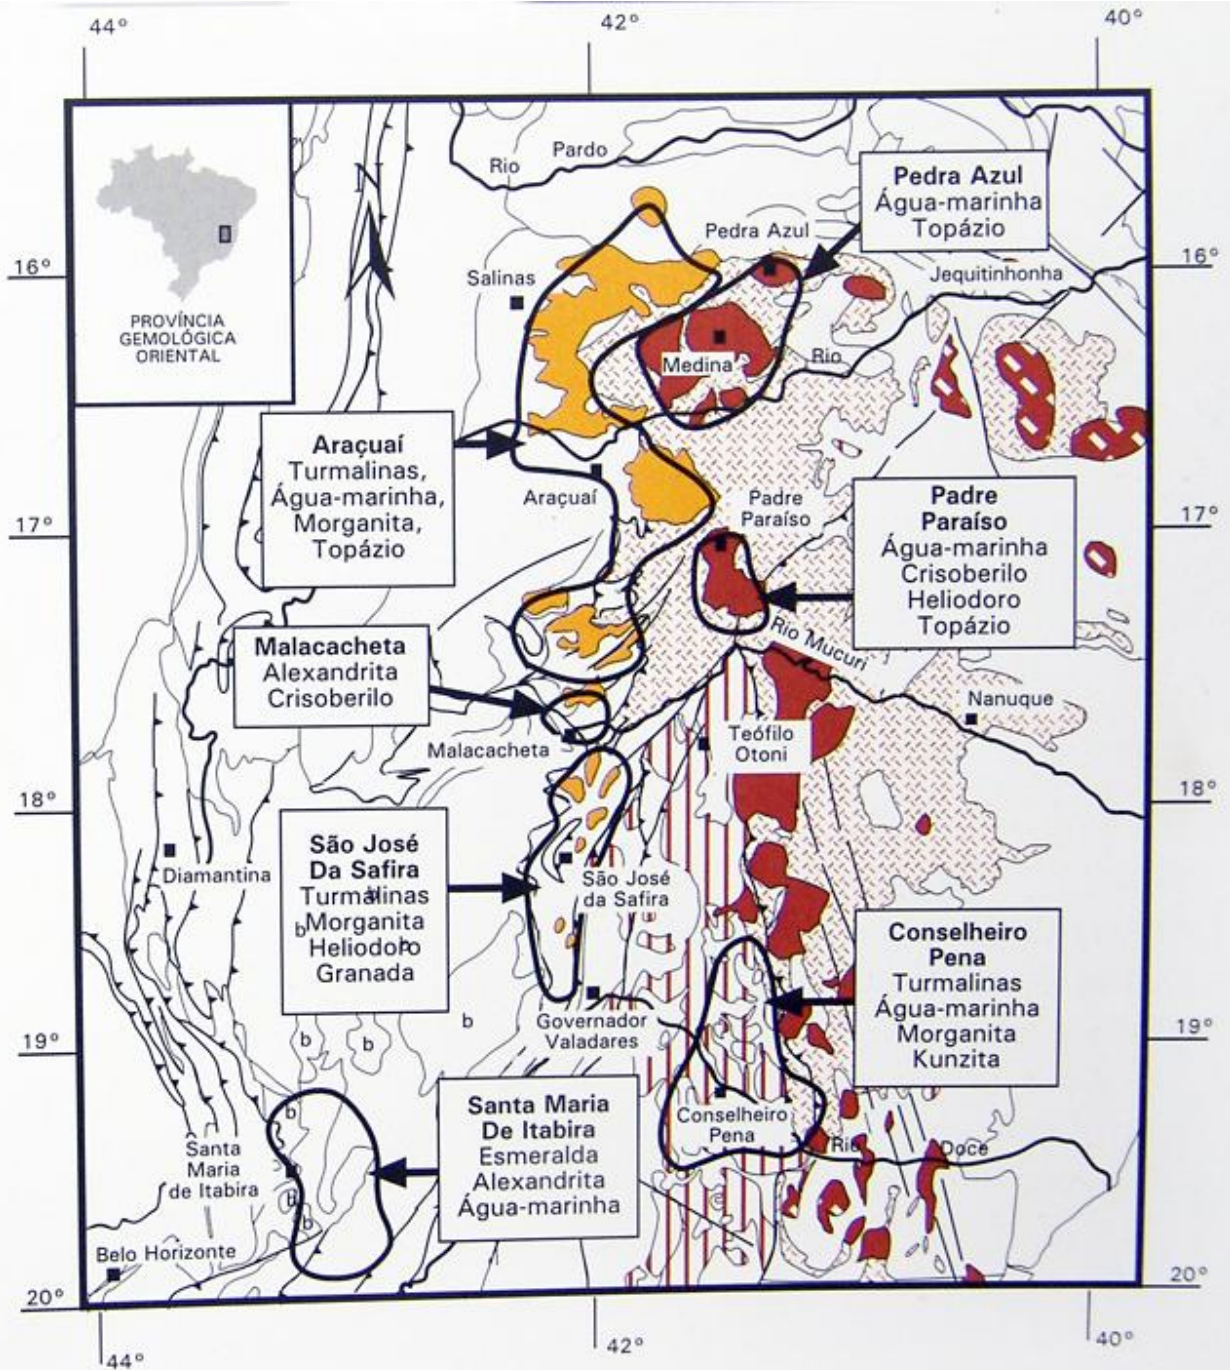 44°
42°
40°
Rio
Pardo
Pedra Azul
Água-marinha
Topázio
N
Pedra Azul
16°
Salinas
Jequitinhonha
16°
PROVÍNCIA
GEMOLÓGICA
ORIENTAL
Medina
Rio
Araçuaí
Turmalinas,
Água-marinha,
Morganita,
Topázio
Araçuaí
Padre
Paraíso
Padre
Paraíso
Água-marinha
Crisoberilo
Heliodoro
Topázio
17°
17°
Rio Mucuri
Malacacheta
Alexandrita
Crisoberilo
Nanuque
Malacacheta
Teófilo
Otoni
18°
18°
São José
Da Safira
Turmalinas
Morganita
Heliodoro
Granada
b
b
b
Diamantina
São José
da Safira
Conselheiro
Pena
Turmalinas
Água-marinha
Morganita
Kunzita
b
b
b
Governador
Valadares
19°
19°
Santa Maria
De Itabira
Esmeralda
Alexandrita
Água-marinha
b
Conselheiro
Pena
Rio
Doce
Santa
Maria
de Itabira
b
b
Belo Horizonte
20°
20°
44°
42°
40°